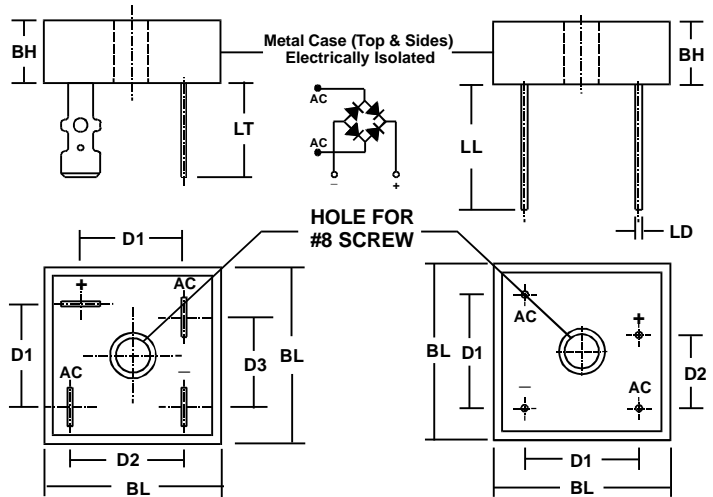 BH
Metal Case (Top & Sides)
Electrically Isolated
BH
LT
AC
AC
– +
LL
LD
HOLE FOR
#8 SCREW
D1
+
AC
D1
D3
BL
AC
–
D2
BL
BL
D1
AC
+
D2
–
AC
D1
BL